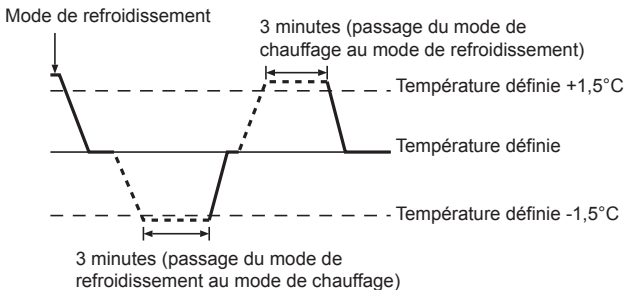 Mode de refroidissement
3 minutes (passage du mode de
chauffage au mode de refroidissement)
Température définie +1,5°C
Température définie
Température définie -1,5°C
3 minutes (passage du mode de
refroidissement au mode de chauffage)